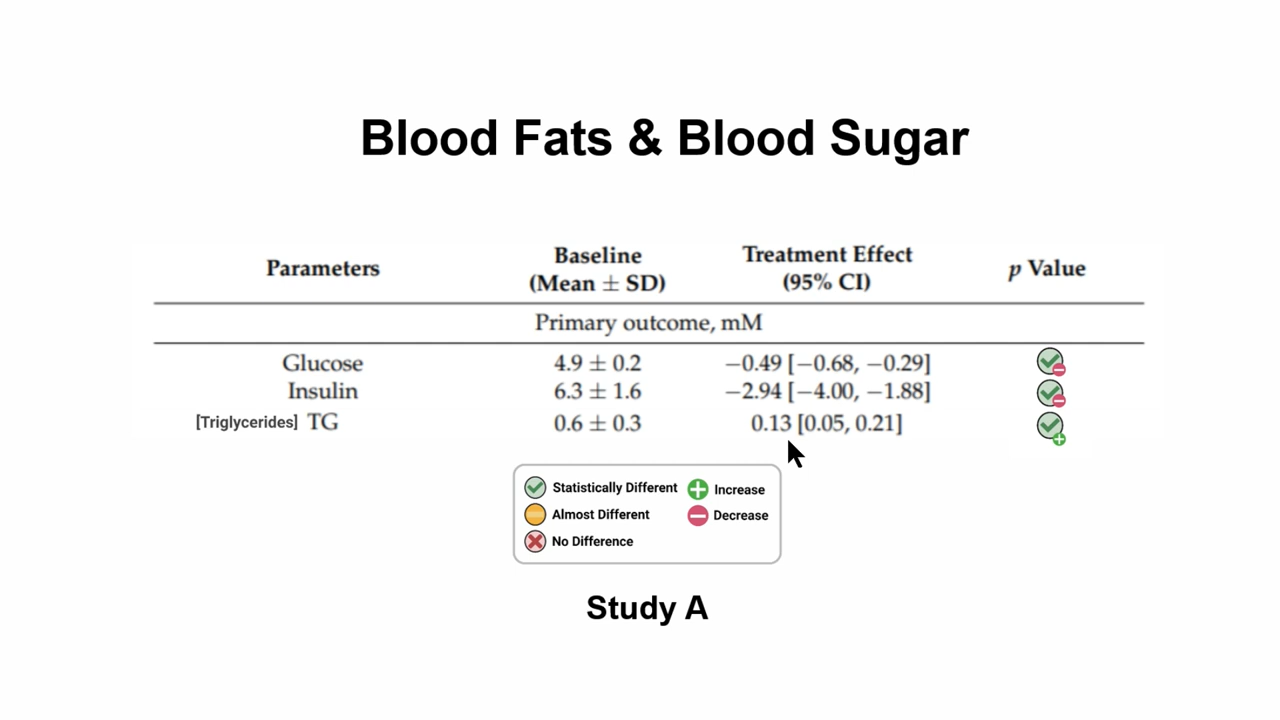 Blood Fats & Blood Sugar
Parameters Baseline (Mean ± SD) Treatment Effect (95% CI) p Value
Primary outcome, mM
Glucose 4.9 ± 0.2 −0.49 [−0.68, −0.29]
Insulin 6.3 ± 1.6 −2.94 [−4.00, −1.88]
[Triglycerides] TG 0.6 ± 0.3 0.13 [0.05, 0.21]
Statistically Different Increase
Almost Different Decrease
No Difference
Study A